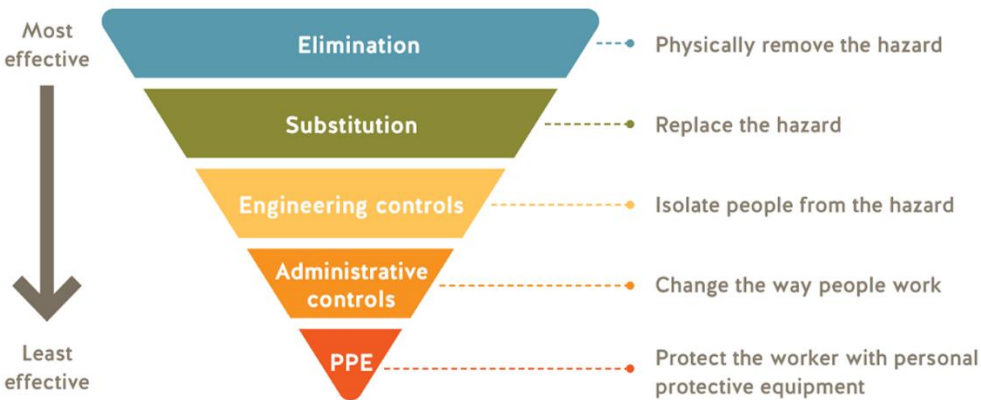 Most
effective
Elimination
Physically remove the hazard
Substitution
Replace the hazard
Engineering controls
Isolate people from the hazard
Administrative
controls
Change the way people work
Least
effective
PPE
Protect the worker with personal
protective equipment